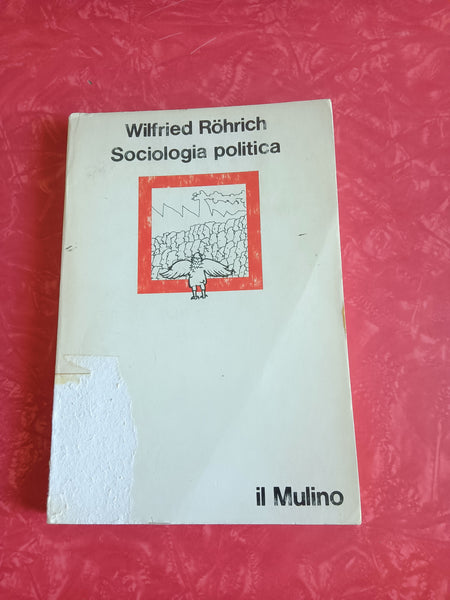 Wilfried Röhrich
Sociologia politica
il Mulino